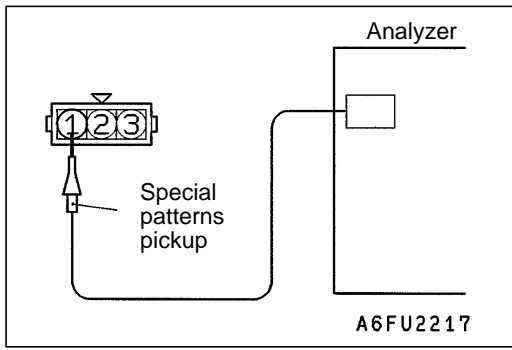 Analyzer
1 2 3
Special
patterns
pickup
A6FU2217